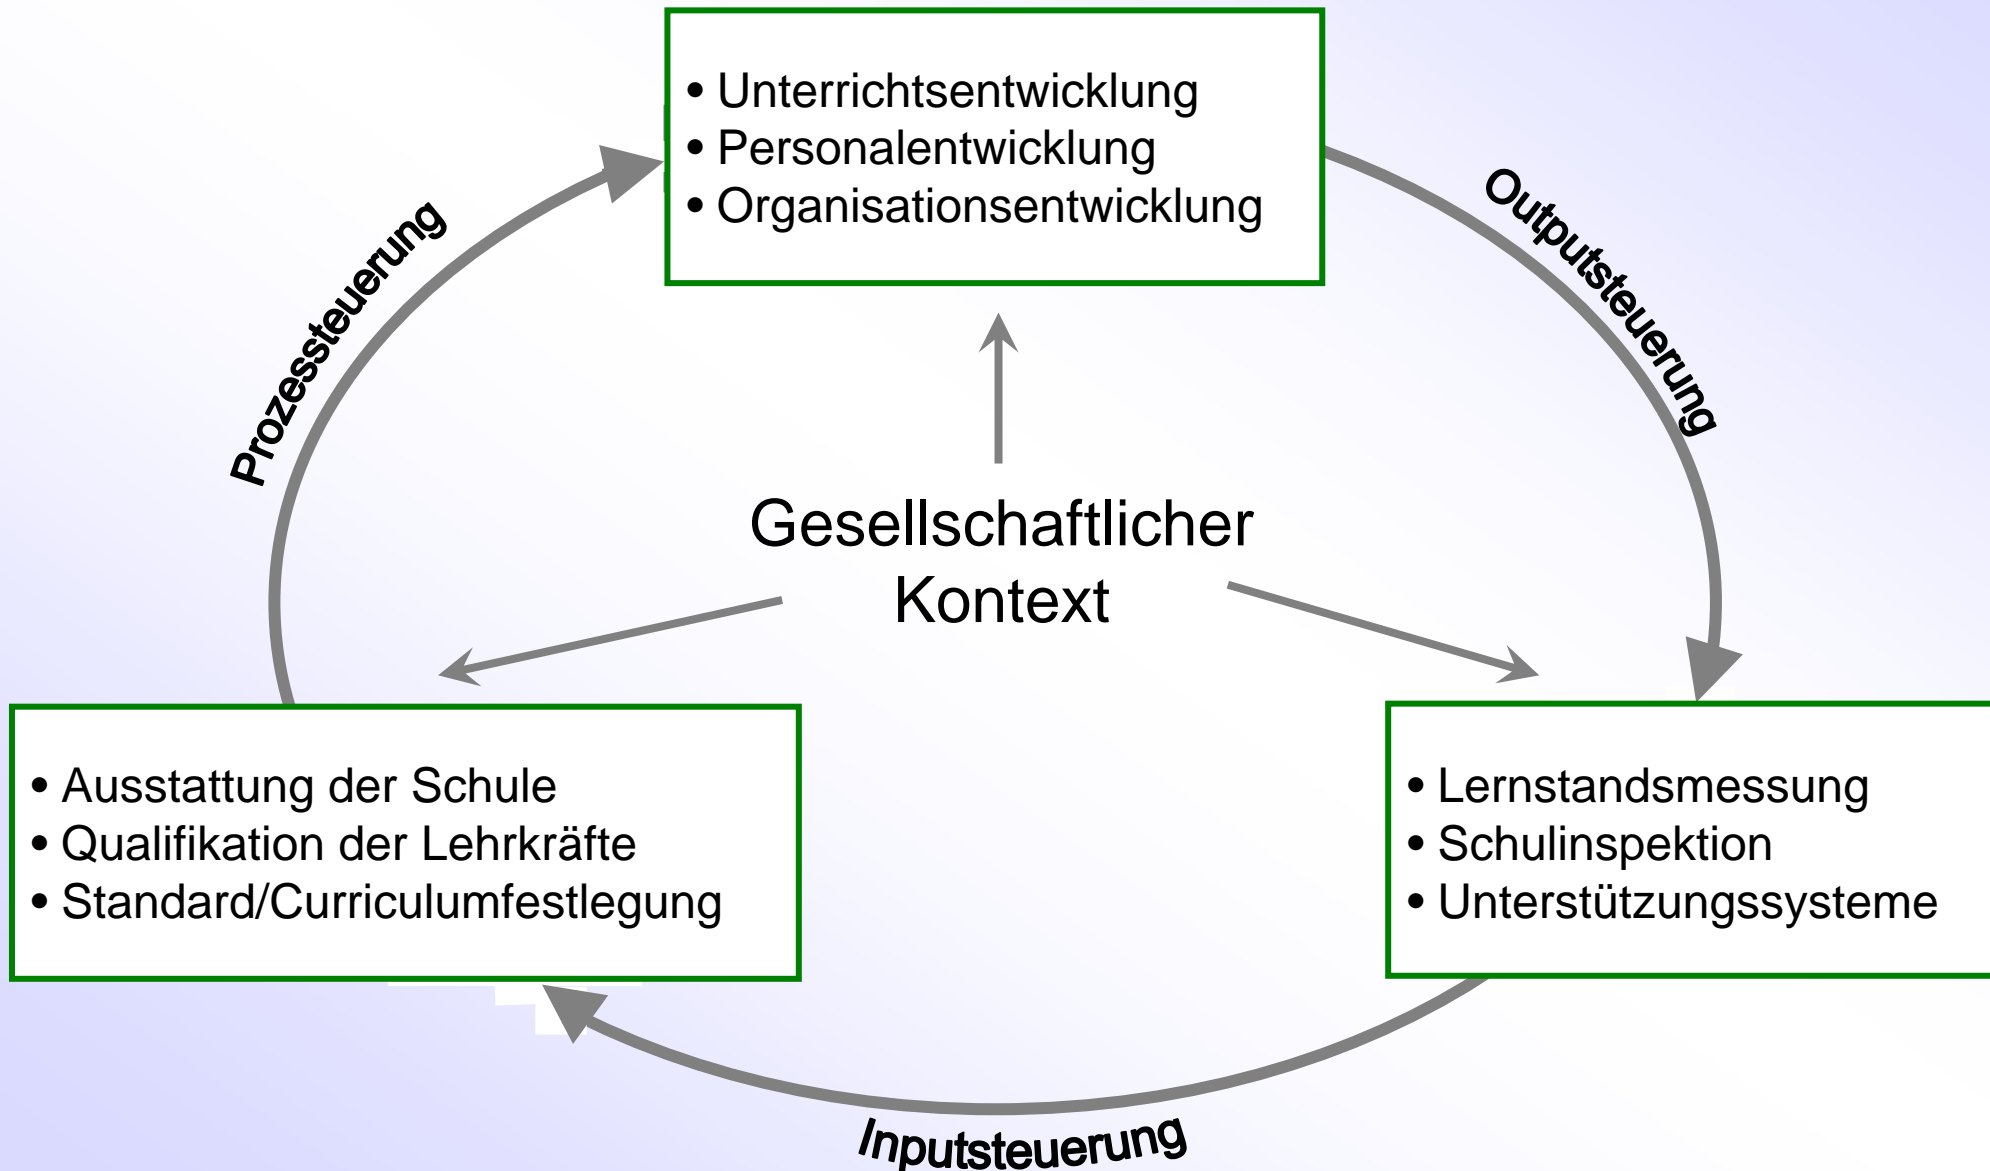 • Unterrichtsentwicklung
• Personalentwicklung
• Organisationsentwicklung
Prozessteuerung
Outputsteuerung
Gesellschaftlicher
Kontext
• Ausstattung der Schule
• Qualifikation der Lehrkräfte
• Standard/Curriculumfestlegung
• Lernstandsmessung
• Schulinspektion
• Unterstützungssysteme
Inputsteuerung